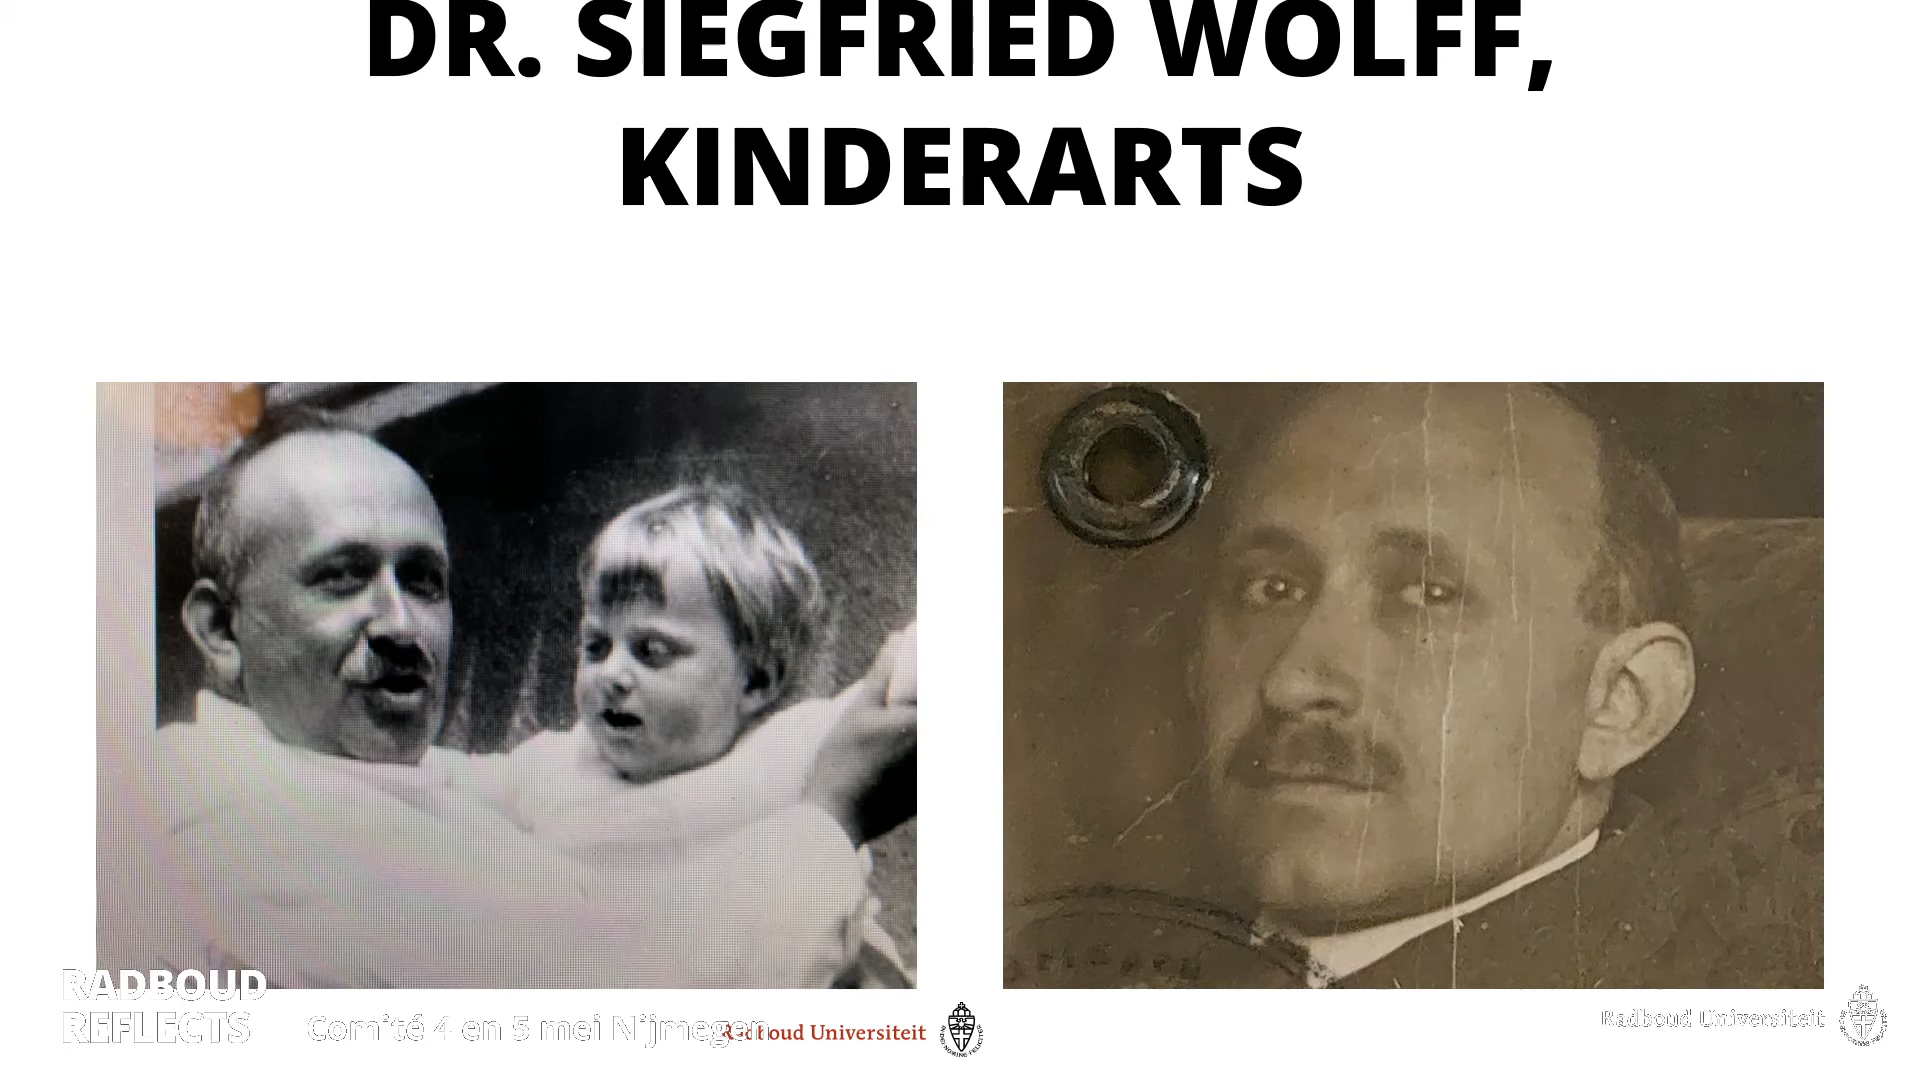 DR. SIEGFRIED WOLFF,
KINDERARTS
RADBOUD
REFLECTS
Comité 4 en 5 mei Nijmegen
Radboud Universiteit
Radboud Universiteit